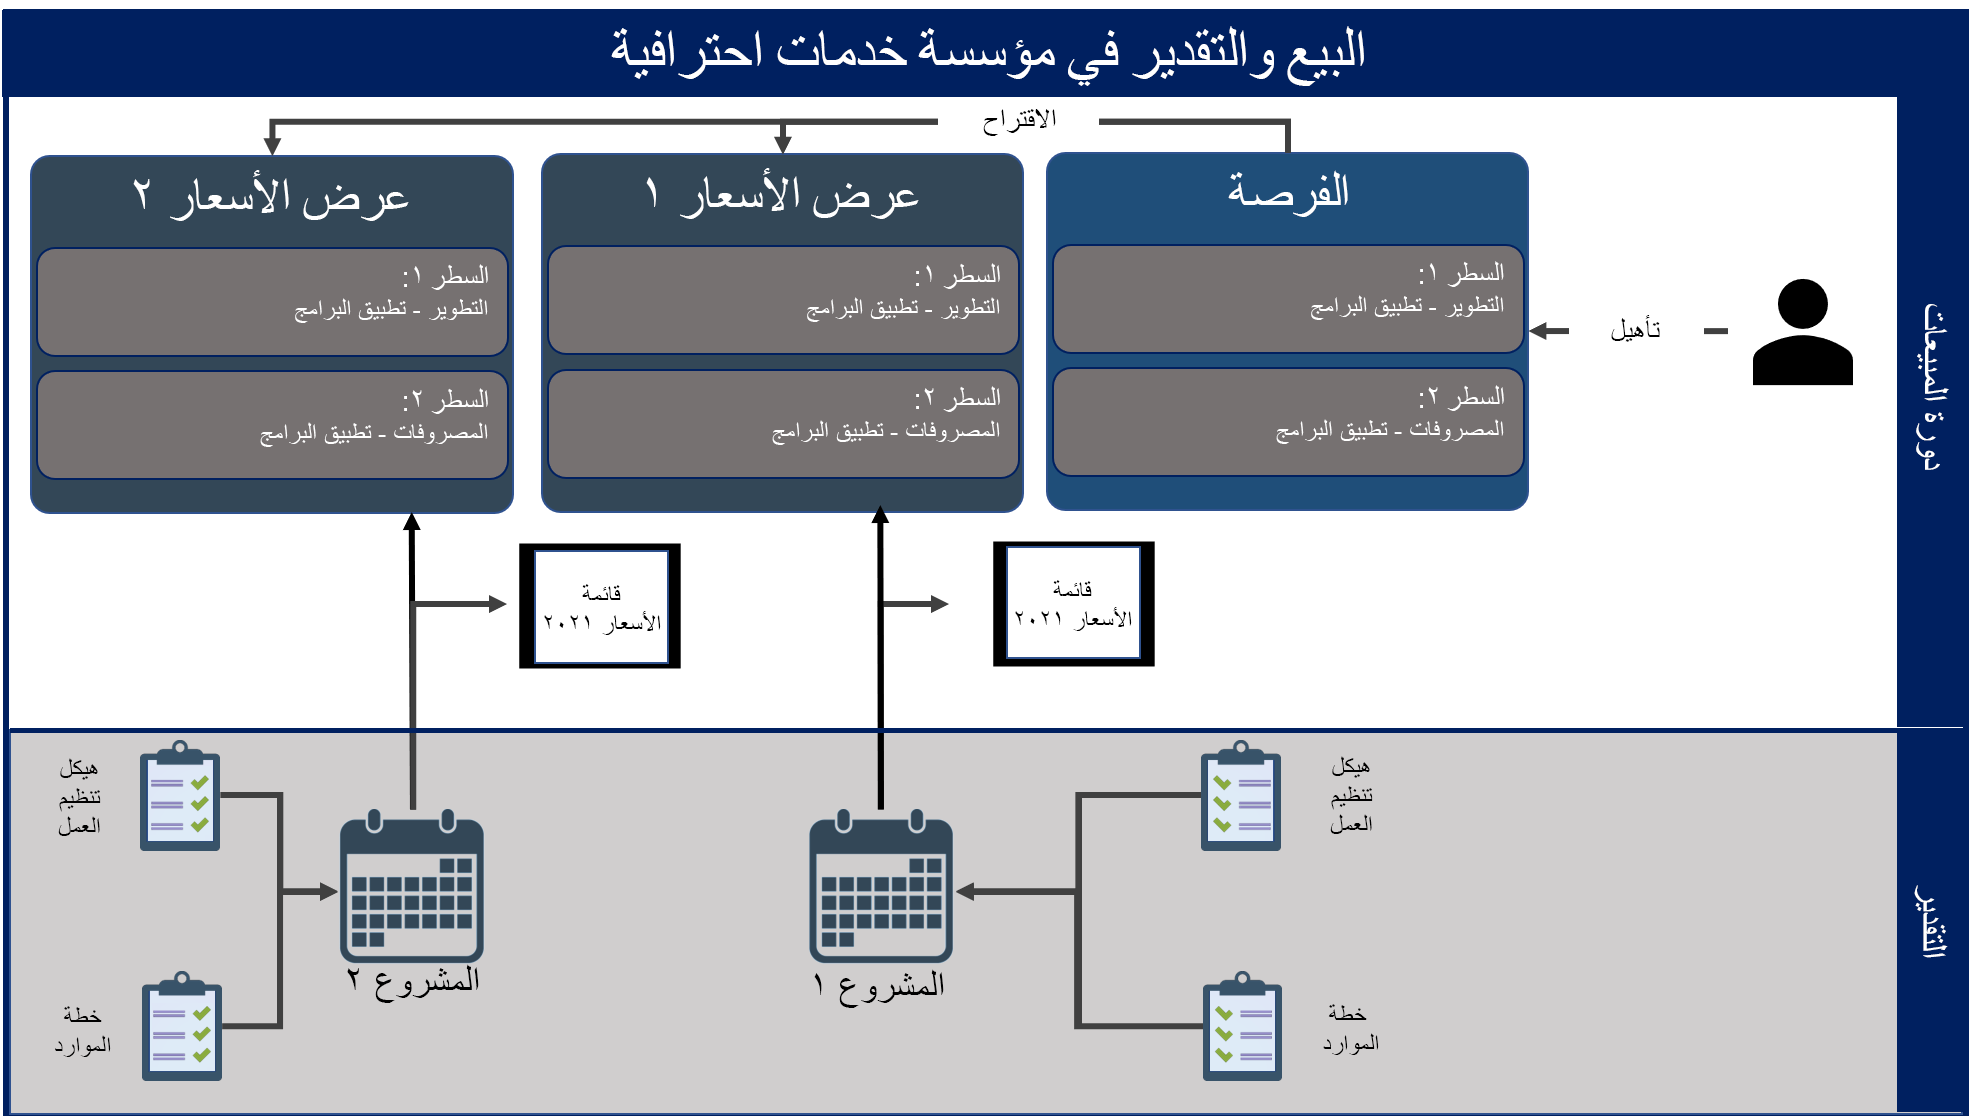 البيع والتقدير في مؤسسة خدمات احترافية
الاقتراح
الفرصة
السطر ١:
التطوير - تطبيق البرامج
السطر ٢:
المصروفات - تطبيق البرامج
عرض الأسعار ١
السطر ١:
التطوير - تطبيق البرامج
السطر ٢:
المصروفات - تطبيق البرامج
عرض الأسعار ٢
السطر ١:
التطوير - تطبيق البرامج
السطر ٢:
المصروفات - تطبيق البرامج
تأهيل
دورة المبيعات
قائمة
الأسعار ٢٠٢١
قائمة
الأسعار ٢٠٢١
التقدير
هيكل
تنظيم
العمل
خطة
الموارد
المشروع ١
المشروع ٢
هيكل
تنظيم
العمل
خطة
الموارد